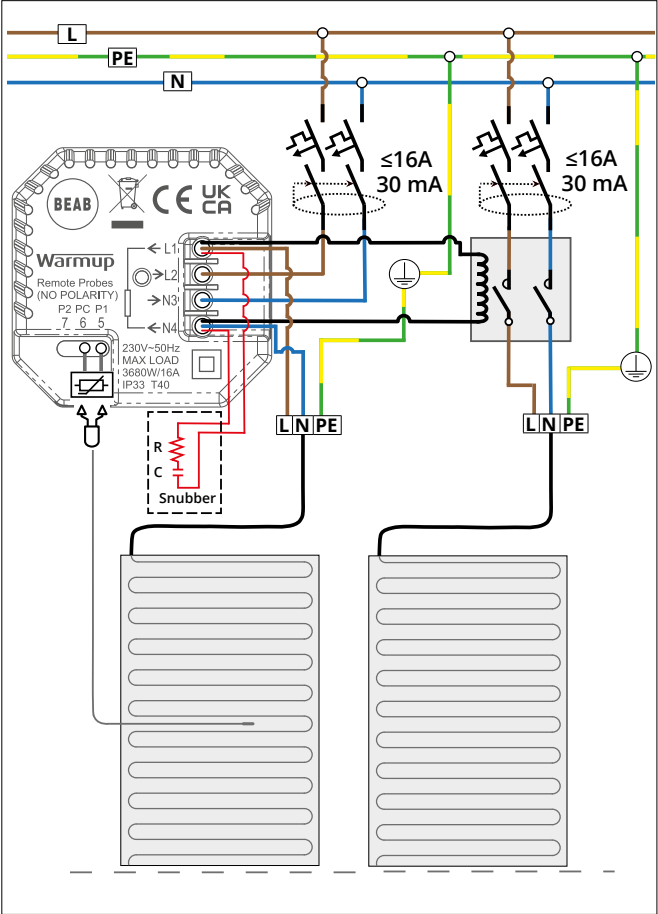 L
PE
N
≤16A
30 mA
≤16A
30 mA
BEAB
CE UK
CA
Warmup
Remote Probes
(NO POLARITY)
P2 PC P1
7 6 5
L1
L2
N3
N4
230V~50Hz
MAX LOAD
3680W/16A
IP33 T40
R
C
Snubber
L N PE
L N PE